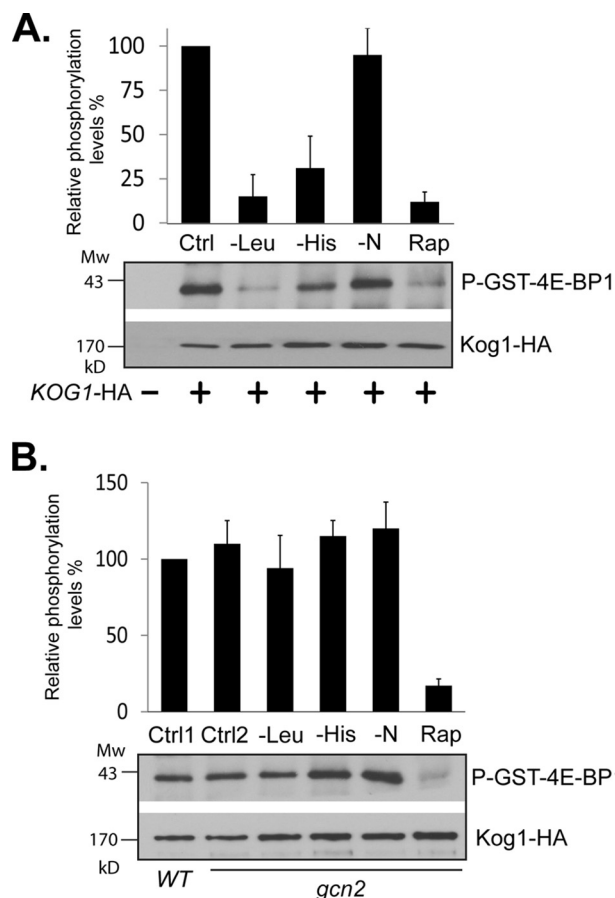 A.
Relative phosphorylation
levels %
100
75
50
25
0
Ctrl -Leu -His -N Rap
Mw
43
P-GST-4E-BP1
170
kD
Kog1-HA
KOG1-HA − + + + + +
B.
Relative phosphorylation
levels %
150
100
50
0
Ctrl1 Ctrl2 -Leu -His -N Rap
Mw
43
P-GST-4E-BP
170
kD
Kog1-HA
WT gcn2